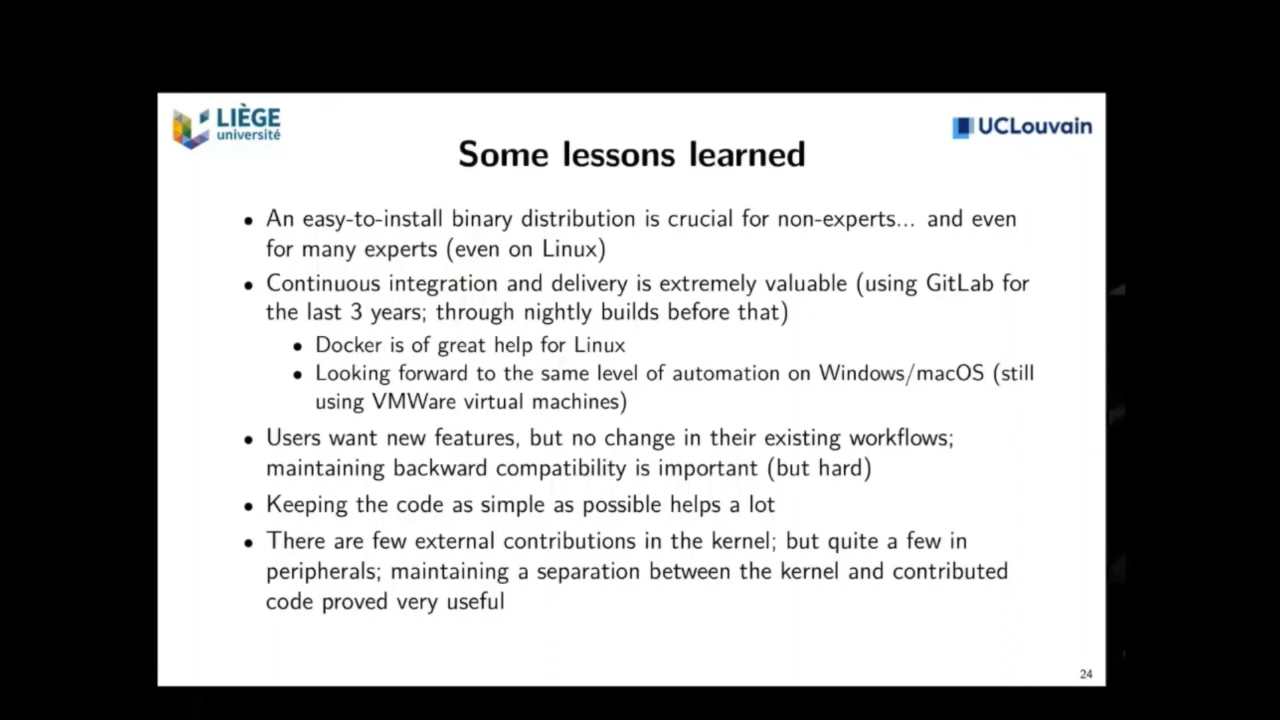 LIÈGE
université
UCLouvain
Some lessons learned
• An easy-to-install binary distribution is crucial for non-experts... and even
for many experts (even on Linux)
• Continuous integration and delivery is extremely valuable (using GitLab for
the last 3 years; through nightly builds before that)
• Docker is of great help for Linux
• Looking forward to the same level of automation on Windows/macOS (still
using VMWare virtual machines)
• Users want new features, but no change in their existing workflows;
maintaining backward compatibility is important (but hard)
• Keeping the code as simple as possible helps a lot
• There are few external contributions in the kernel; but quite a few in
peripherals; maintaining a separation between the kernel and contributed
code proved very useful
24